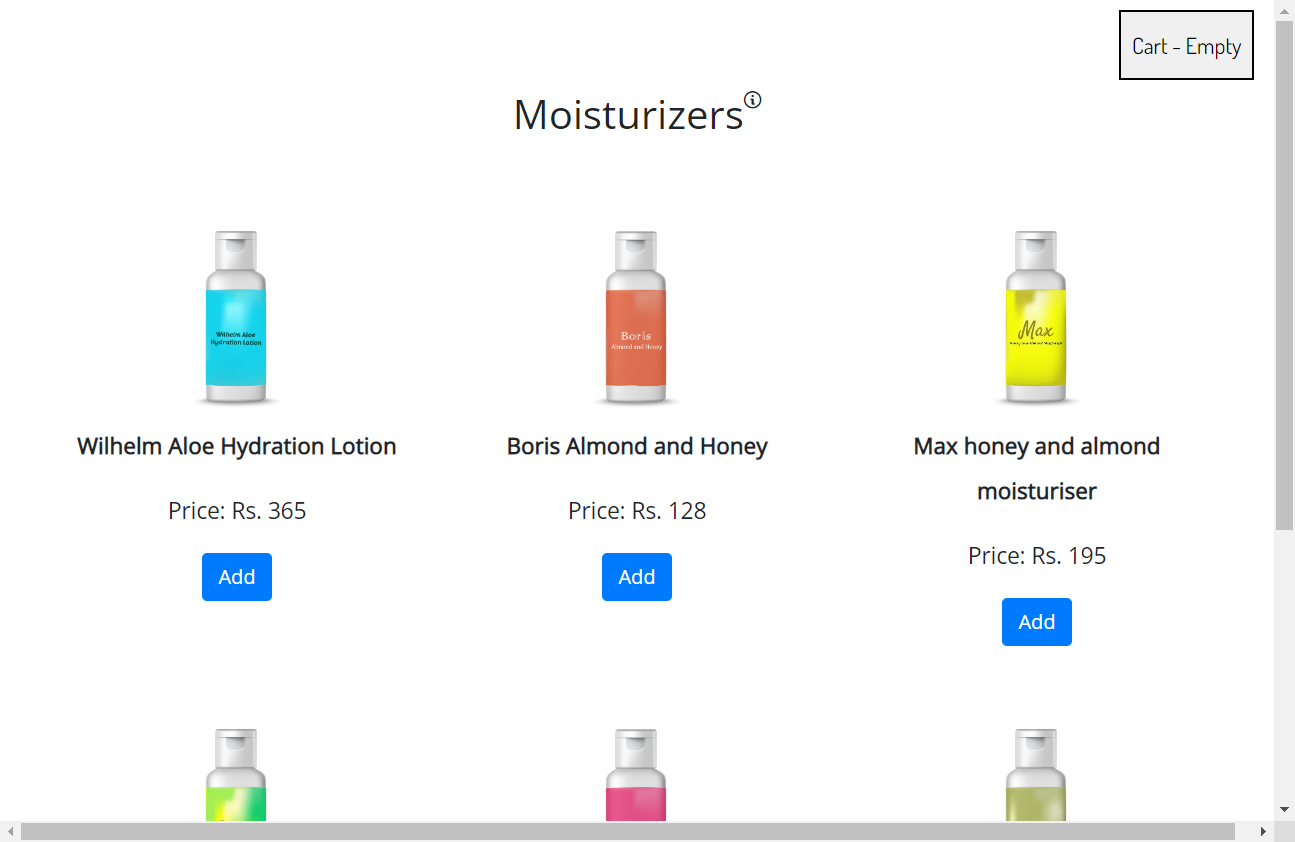 Cart - Empty
Moisturizers
Wilhelm Aloe
Hydration Lotion
Boris
Almond and Honey
Max
Wilhelm Aloe Hydration Lotion
Boris Almond and Honey
Max honey and almond
moisturiser
Price: Rs. 365
Price: Rs. 128
Price: Rs. 195
Add
Add
Add